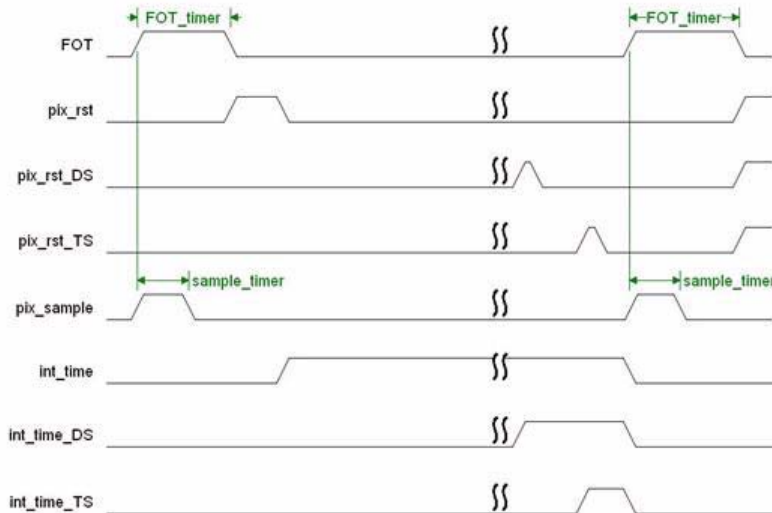 FOT_timer FOT_timer
FOT
pix_rst
pix_rst_DS
pix_rst_TS
sample_timer sample_timer
pix_sample
int_time
int_time_DS
int_time_TS